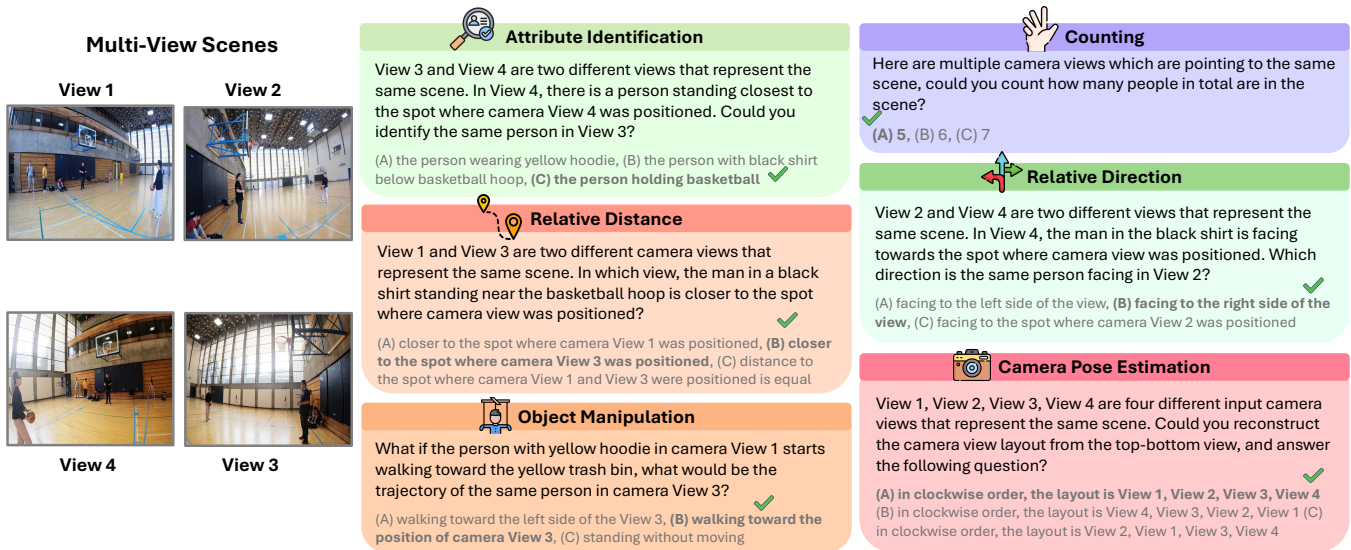 Multi-View Scenes
View 1
View 2
View 4
View 3
Attribute Identification
View 3 and View 4 are two different views that represent the
same scene. In View 4, there is a person standing closest to
the spot where camera View 4 was positioned. Could you
identify the same person in View 3?
(A) the person wearing yellow hoodie, (B) the person with black shirt
below basketball hoop, (C) the person holding basketball
Relative Distance
View 1 and View 3 are two different camera views that
represent the same scene. In which view, the man in a black
shirt standing near the basketball hoop is closer to the spot
where camera view was positioned?
(A) closer to the spot where camera View 1 was positioned, (B) closer
to the spot where camera View 3 was positioned, (C) distance to
the spot where camera View 1 and View 3 were positioned is equal
Object Manipulation
What if the person with yellow hoodie in camera View 1 starts
walking toward the yellow trash bin, what would be the
trajectory of the same person in camera View 3?
(A) walking toward the left side of the View 3, (B) walking toward the
position of camera View 3, (C) standing without moving
Counting
Here are multiple camera views which are pointing to the same
scene, could you count how many people in total are in the
scene?
(A) 5, (B) 6, (C) 7
Relative Direction
View 2 and View 4 are two different views that represent the
same scene. In View 4, the man in the black shirt is facing
towards the spot where camera view was positioned. Which
direction is the same person facing in View 2?
(A) facing to the left side of the view, (B) facing to the right side of the
view, (C) facing to the spot where camera View 2 was positioned
Camera Pose Estimation
View 1, View 2, View 3, View 4 are four different input camera
views that represent the same scene. Could you reconstruct
the camera view layout from the top-bottom view, and answer
the following question?
(A) in clockwise order, the layout is View 1, View 2, View 3, View 4
(B) in clockwise order, the layout is View 4, View 3, View 2, View 1 (C)
in clockwise order, the layout is View 2, View 1, View 3, View 4